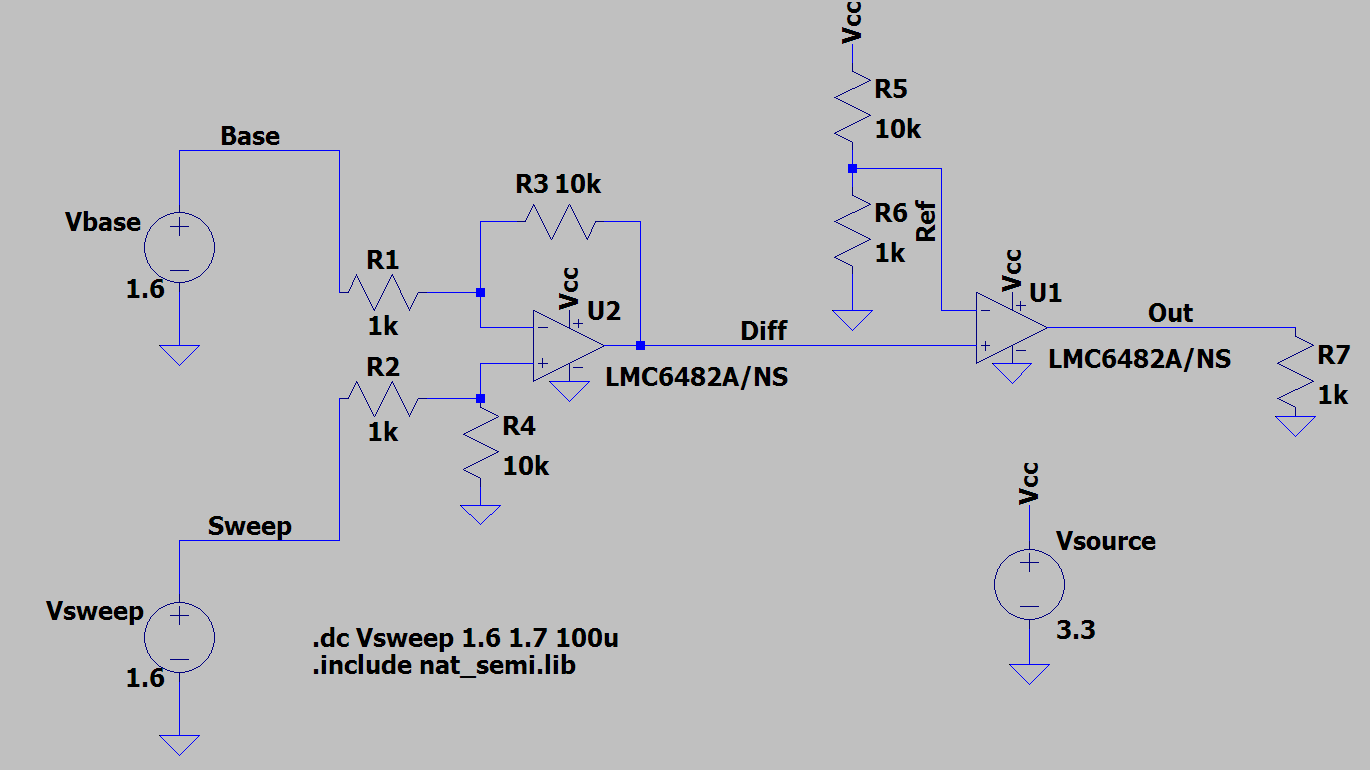 Vcc
R5
10k
Base
R3 10k
Vbase
R6
Ref
1k
R1
Vcc
Vcc
U1
1.6
U2
Out
1k
Diff
R7
R2
LMC6482A/NS
LMC6482A/NS
1k
1k
R4
10k
Vcc
Sweep
Vsource
Vsweep
3.3
.dc Vsweep 1.6 1.7 100u
.include nat_semi.lib
1.6